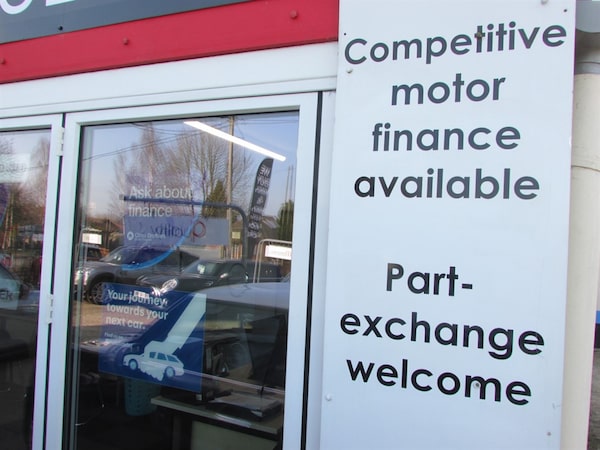 Competitive
motor
finance
available
Part-
exchange
welcome
Ask about
finance
Your journey
towards your
next car.